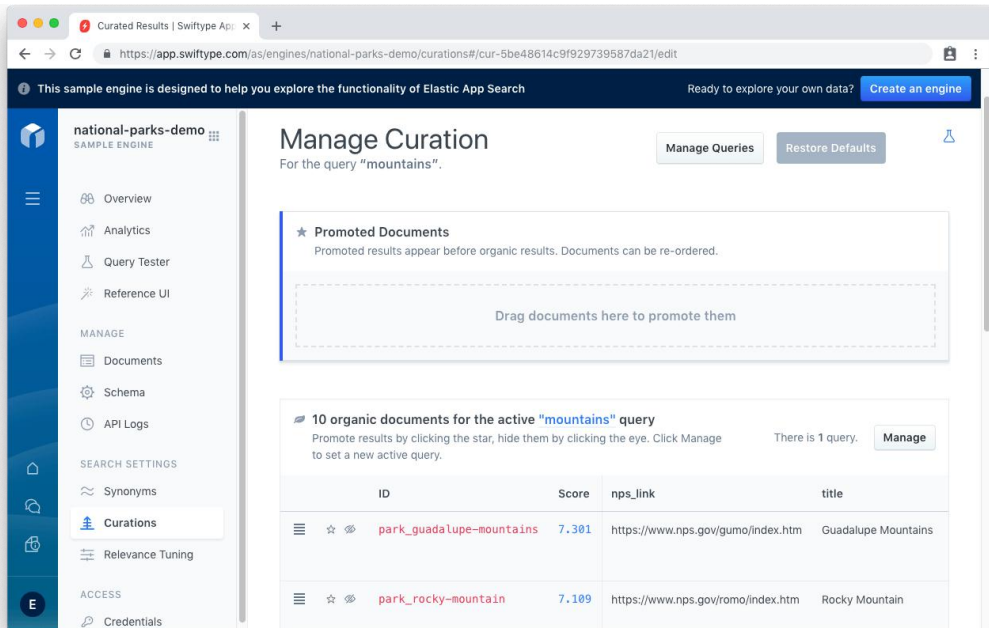 Curated Results | Swiftype App
https://app.swiftype.com/as/engines/national-parks-demo/curations#/cur-5be48614c9f929739587da21/edit
This sample engine is designed to help you explore the functionality of Elastic App Search
Ready to explore your own data?
Create an engine
national-parks-demo
SAMPLE ENGINE
Overview
Analytics
Query Tester
Reference UI
MANAGE
Documents
Schema
API Logs
SEARCH SETTINGS
Synonyms
Curations
Relevance Tuning
ACCESS
Credentials
E
Manage Curation
For the query "mountains".
Manage Queries
Restore Defaults
Promoted Documents
Promoted results appear before organic results. Documents can be re-ordered.
Drag documents here to promote them
10 organic documents for the active "mountains" query
Promote results by clicking the star, hide them by clicking the eye. Click Manage
to set a new active query.
There is 1 query.
Manage
ID Score nps_link title
park_guadalupe-mountains 7.301 https://www.nps.gov/gumo/index.htm Guadalupe Mountains
park_rocky-mountain 7.109 https://www.nps.gov/romo/index.htm Rocky Mountain